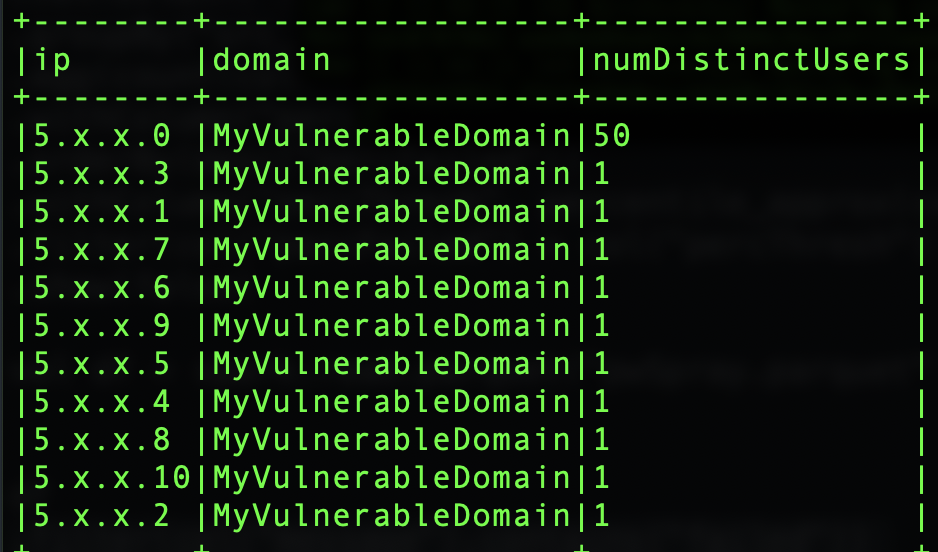 +--------+------------------+----------------+
|ip      |domain            |numDistinctUsers|
+--------+------------------+----------------+
|5.x.x.0 |MyVulnerableDomain|50              |
|5.x.x.3 |MyVulnerableDomain|1               |
|5.x.x.1 |MyVulnerableDomain|1               |
|5.x.x.7 |MyVulnerableDomain|1               |
|5.x.x.6 |MyVulnerableDomain|1               |
|5.x.x.9 |MyVulnerableDomain|1               |
|5.x.x.5 |MyVulnerableDomain|1               |
|5.x.x.4 |MyVulnerableDomain|1               |
|5.x.x.8 |MyVulnerableDomain|1               |
|5.x.x.10|MyVulnerableDomain|1               |
|5.x.x.2 |MyVulnerableDomain|1               |
+--------+------------------+----------------+